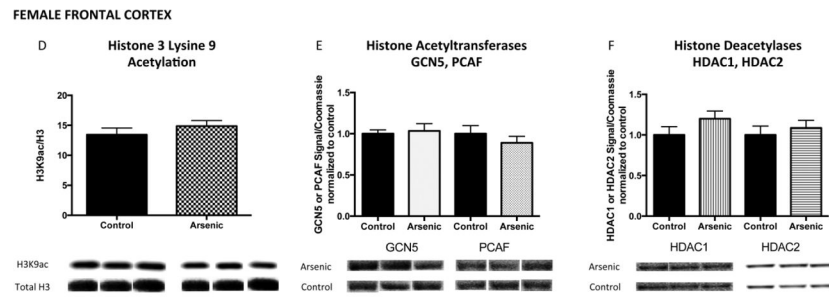 FEMALE FRONTAL CORTEX
D
Histone 3 Lysine 9
Acetylation
H3K9ac/H3
20
15
10
5
0
Control
Arsenic
H3K9ac
Total H3
E
Histone Acetyltransferases
GCN5, PCAF
GCN5 or PCAF Signal/Coomassie
normalized to control
1.5
1.0
0.5
0.0
Control
Arsenic
Control
Arsenic
GCN5
PCAF
Arsenic
Control
F
Histone Deacetylases
HDAC1, HDAC2
HDAC1 or HDAC2 Signal/Coomassie
normalized to control
1.5
1.0
0.5
0.0
Control
Arsenic
Control
Arsenic
HDAC1
HDAC2
Arsenic
Control